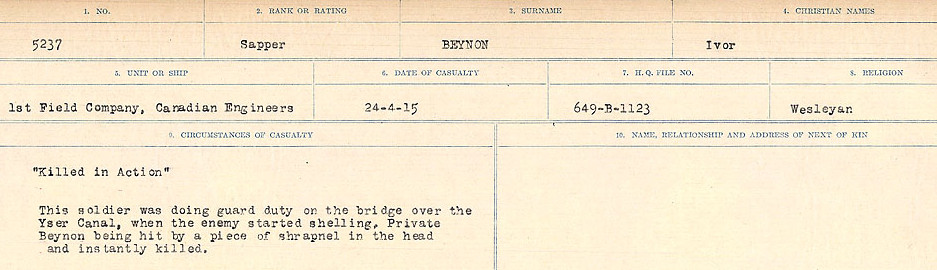 1. NO. 2. RANK OR RATING 3. SURNAME 4. CHRISTIAN NAMES
5237 Sapper BEYNON Ivor
5. UNIT OR SHIP 6. DATE OF CASUALTY 7. H.Q. FILE NO. 8. RELIGION
1st Field Company, Canadian Engineers 24-4-15 649-B-1123 Wesleyan
9. CIRCUMSTANCES OF CASUALTY 10. NAME, RELATIONSHIP AND ADDRESS OF NEXT OF KIN
"Killed in Action"
This soldier was doing guard duty on the bridge over the
Yser Canal, when the enemy started shelling, Private
Beynon being hit by a piece of shrapnel in the head
and instantly killed.